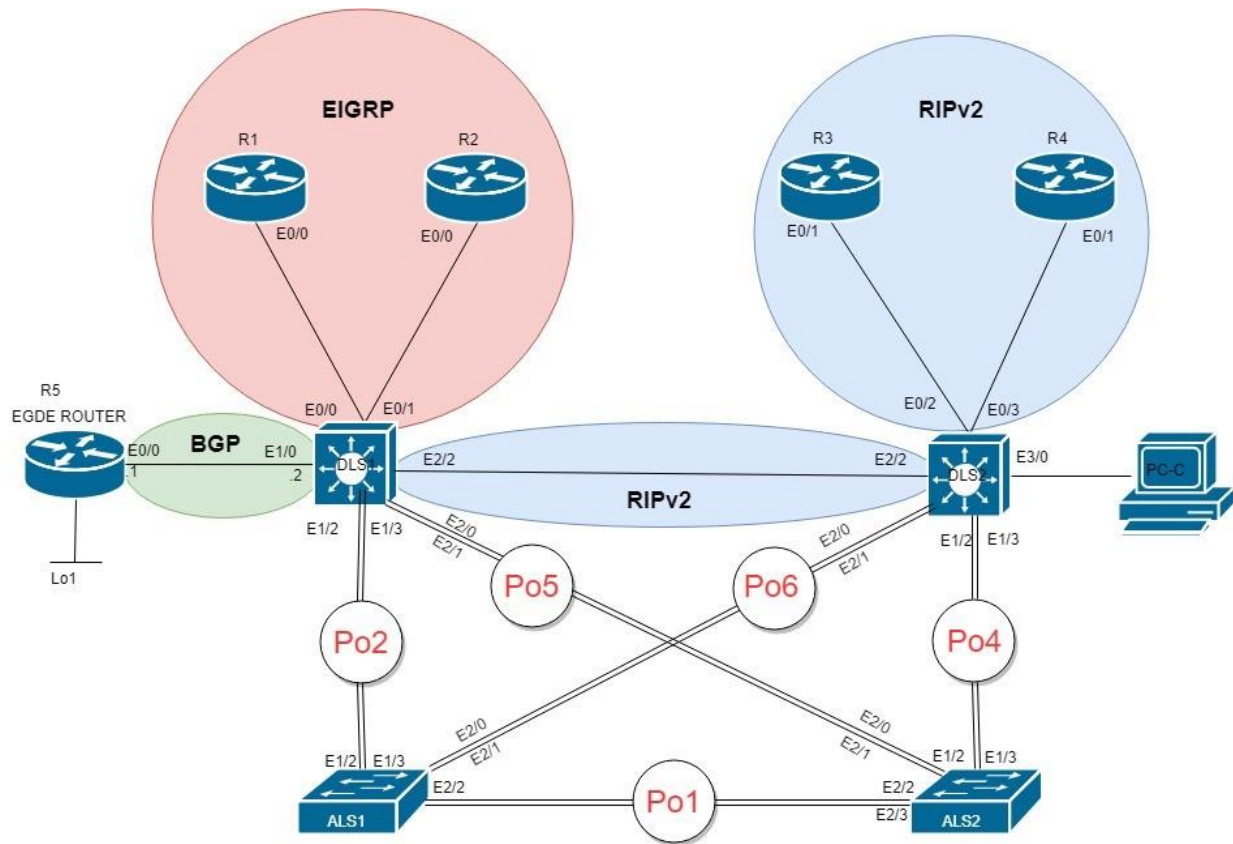 EIGRP
RIPv2
R1
R2
R3
R4
E0/0
E0/0
E0/1
E0/1
R5
EGDE ROUTER
E0/0
E0/1
E0/2
E0/3
BGP
E0/0
E1/0
.1
.2
DLS1
E2/2
E2/2
DLS2
E3/0
PC-C
RIPv2
E1/2
E1/3
E2/0
E2/1
E2/0
E2/1
E1/2
E1/3
Lo1
Po5
Po6
Po2
Po4
E2/0
E2/1
E2/0
E2/1
E1/2
E1/3
E1/2
E1/3
E2/2
E2/2
E2/3
Po1
ALS1
ALS2